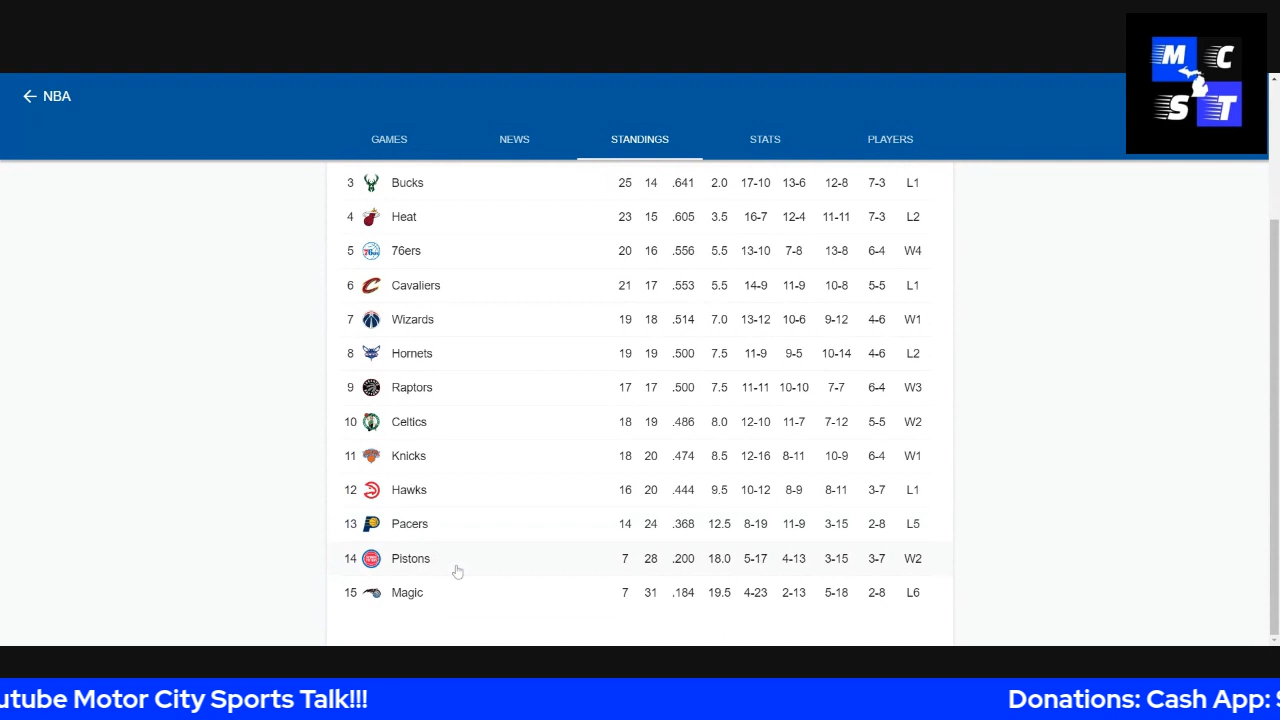 M C
S T
← NBA
GAMES NEWS STANDINGS STATS PLAYERS
3 Bucks 25 14 .641 2.0 17-10 13-6 12-8 7-3 L1
4 Heat 23 15 .605 3.5 16-7 12-4 11-11 7-3 L2
5 76ers 20 16 .556 5.5 13-10 7-8 13-8 6-4 W4
6 Cavaliers 21 17 .553 5.5 14-9 11-9 10-8 5-5 L1
7 Wizards 19 18 .514 7.0 13-12 10-6 9-12 4-6 W1
8 Hornets 19 19 .500 7.5 11-9 9-5 10-14 4-6 L2
9 Raptors 17 17 .500 7.5 11-11 10-10 7-7 6-4 W3
10 Celtics 18 19 .486 8.0 12-10 11-7 7-12 5-5 W2
11 Knicks 18 20 .474 8.5 12-16 8-11 10-9 6-4 W1
12 Hawks 16 20 .444 9.5 10-12 8-9 8-11 3-7 L1
13 Pacers 14 24 .368 12.5 8-19 11-9 3-15 2-8 L5
14 Pistons 7 28 .200 18.0 5-17 4-13 3-15 3-7 W2
15 Magic 7 31 .184 19.5 4-23 2-13 5-18 2-8 L6
utube Motor City Sports Talk!!! Donations: Cash App: